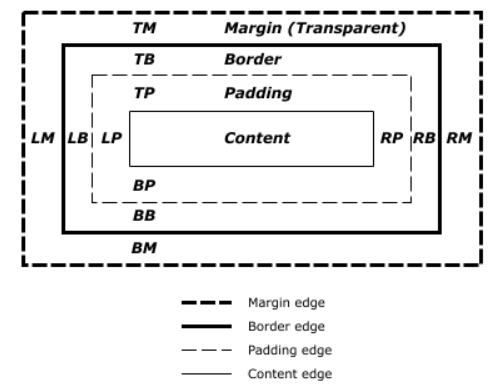 TM Margin (Transparent)
TB Border
TP Padding
LM LB LP Content RP RB RM
BP
BB
BM
Margin edge
Border edge
Padding edge
Content edge